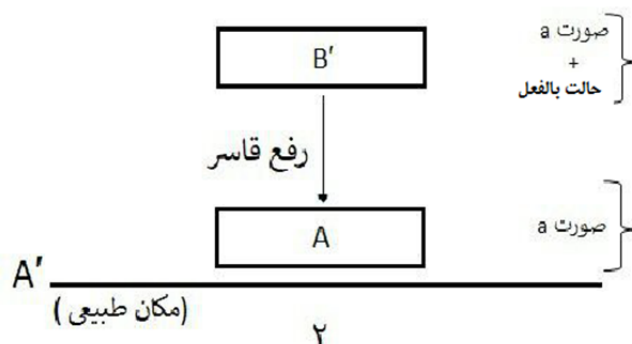 B′
صورت a
+
حالت بالفعل
رفع قاسر
A
صورت a
A′
(مکان طبیعی )
۲